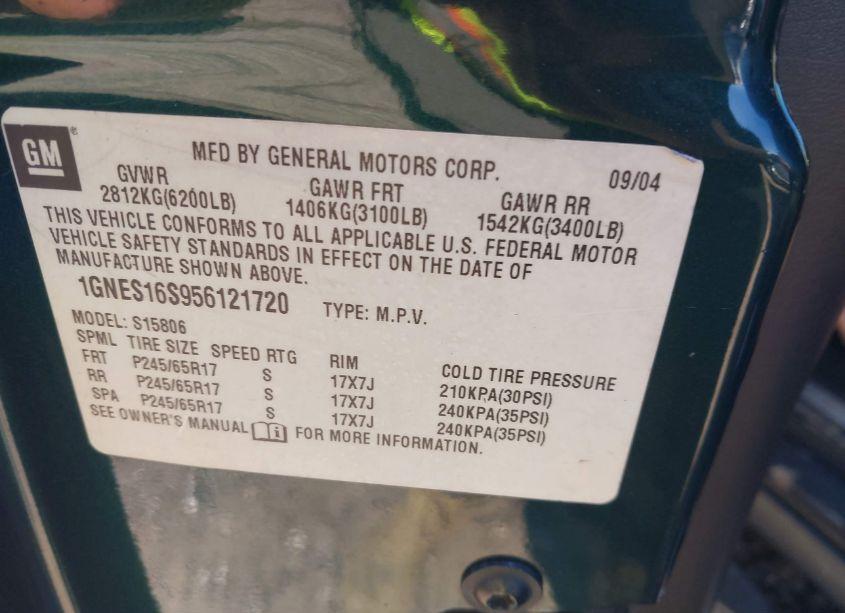 GM®
MFD BY GENERAL MOTORS CORP. 09/04
GVWR GAWR FRT GAWR RR
2812KG(6200LB) 1406KG(3100LB) 1542KG(3400LB)
THIS VEHICLE CONFORMS TO ALL APPLICABLE U.S. FEDERAL MOTOR
VEHICLE SAFETY STANDARDS IN EFFECT ON THE DATE OF
MANUFACTURE SHOWN ABOVE.
1GNES16S956121720 TYPE: M.P.V.
MODEL: S15806
SPML TIRE SIZE SPEED RTG RIM COLD TIRE PRESSURE
FRT P245/65R17 S 17X7J 210KPA(30PSI)
RR P245/65R17 S 17X7J 240KPA(35PSI)
SPA P245/65R17 S 17X7J 240KPA(35PSI)
SEE OWNER'S MANUAL FOR MORE INFORMATION.